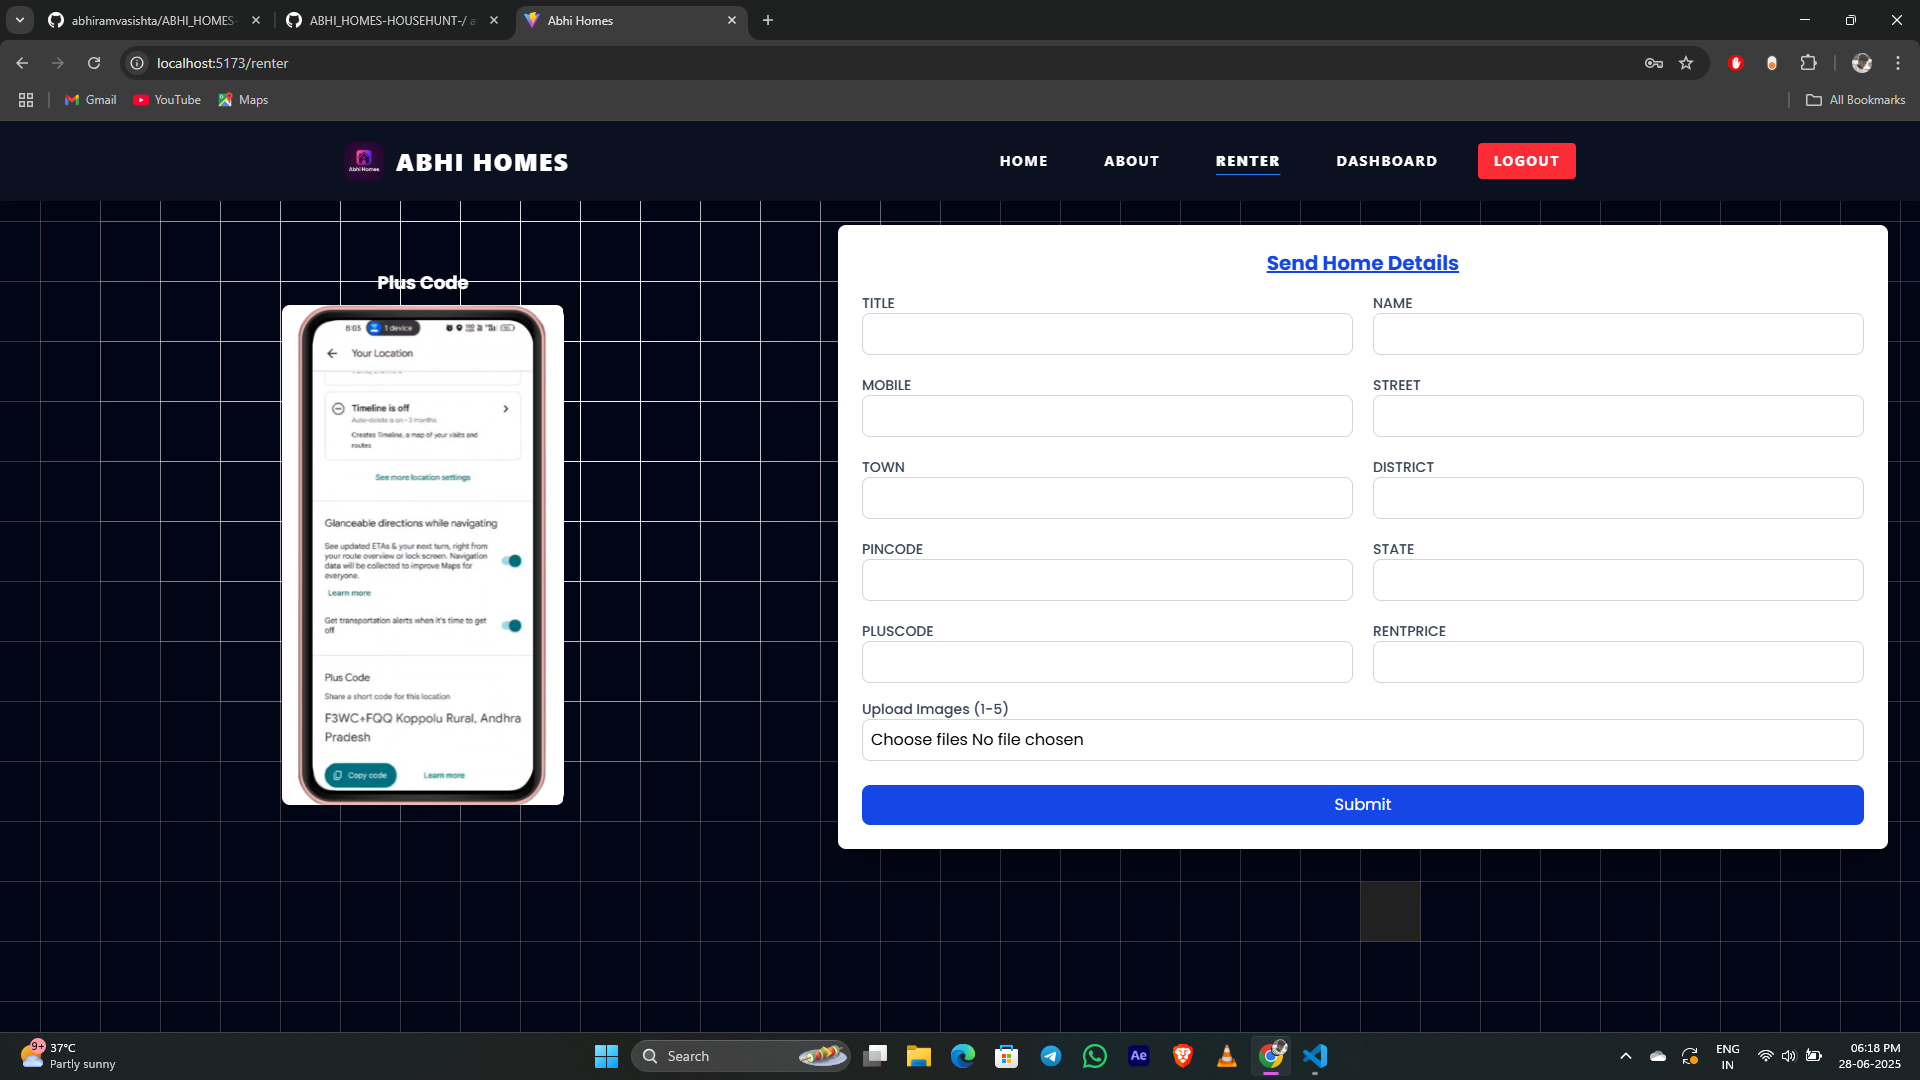 abhiramvasishta/ABHI_HOMES-
ABHI_HOMES-HOUSEHUNT-/
Abhi Homes
localhost:5173/renter
Gmail
YouTube
Maps
All Bookmarks
Abhi Homes
ABHI HOMES
HOME
ABOUT
RENTER
DASHBOARD
LOGOUT
Plus Code
8:03
1 device
Your Location
Timeline is off
Auto-delete is on • 3 months
Creates Timeline, a map of your visits and
routes
See more location settings
Glanceable directions while navigating
See updated ETAs & your next turn, right from
your route overview or lock screen. Navigation
data will be collected to improve Maps for
everyone.
Learn more
Get transportation alerts when it's time to get
off
Plus Code
Share a short code for this location
F3WC+FQQ Koppolu Rural, Andhra
Pradesh
Copy code
Learn more
Send Home Details
TITLE
NAME
MOBILE
STREET
TOWN
DISTRICT
PINCODE
STATE
PLUSCODE
RENTPRICE
Upload Images (1-5)
Choose files No file chosen
Submit
9+
37°C
Partly sunny
Search
Ae
ENG
IN
06:18 PM
28-06-2025